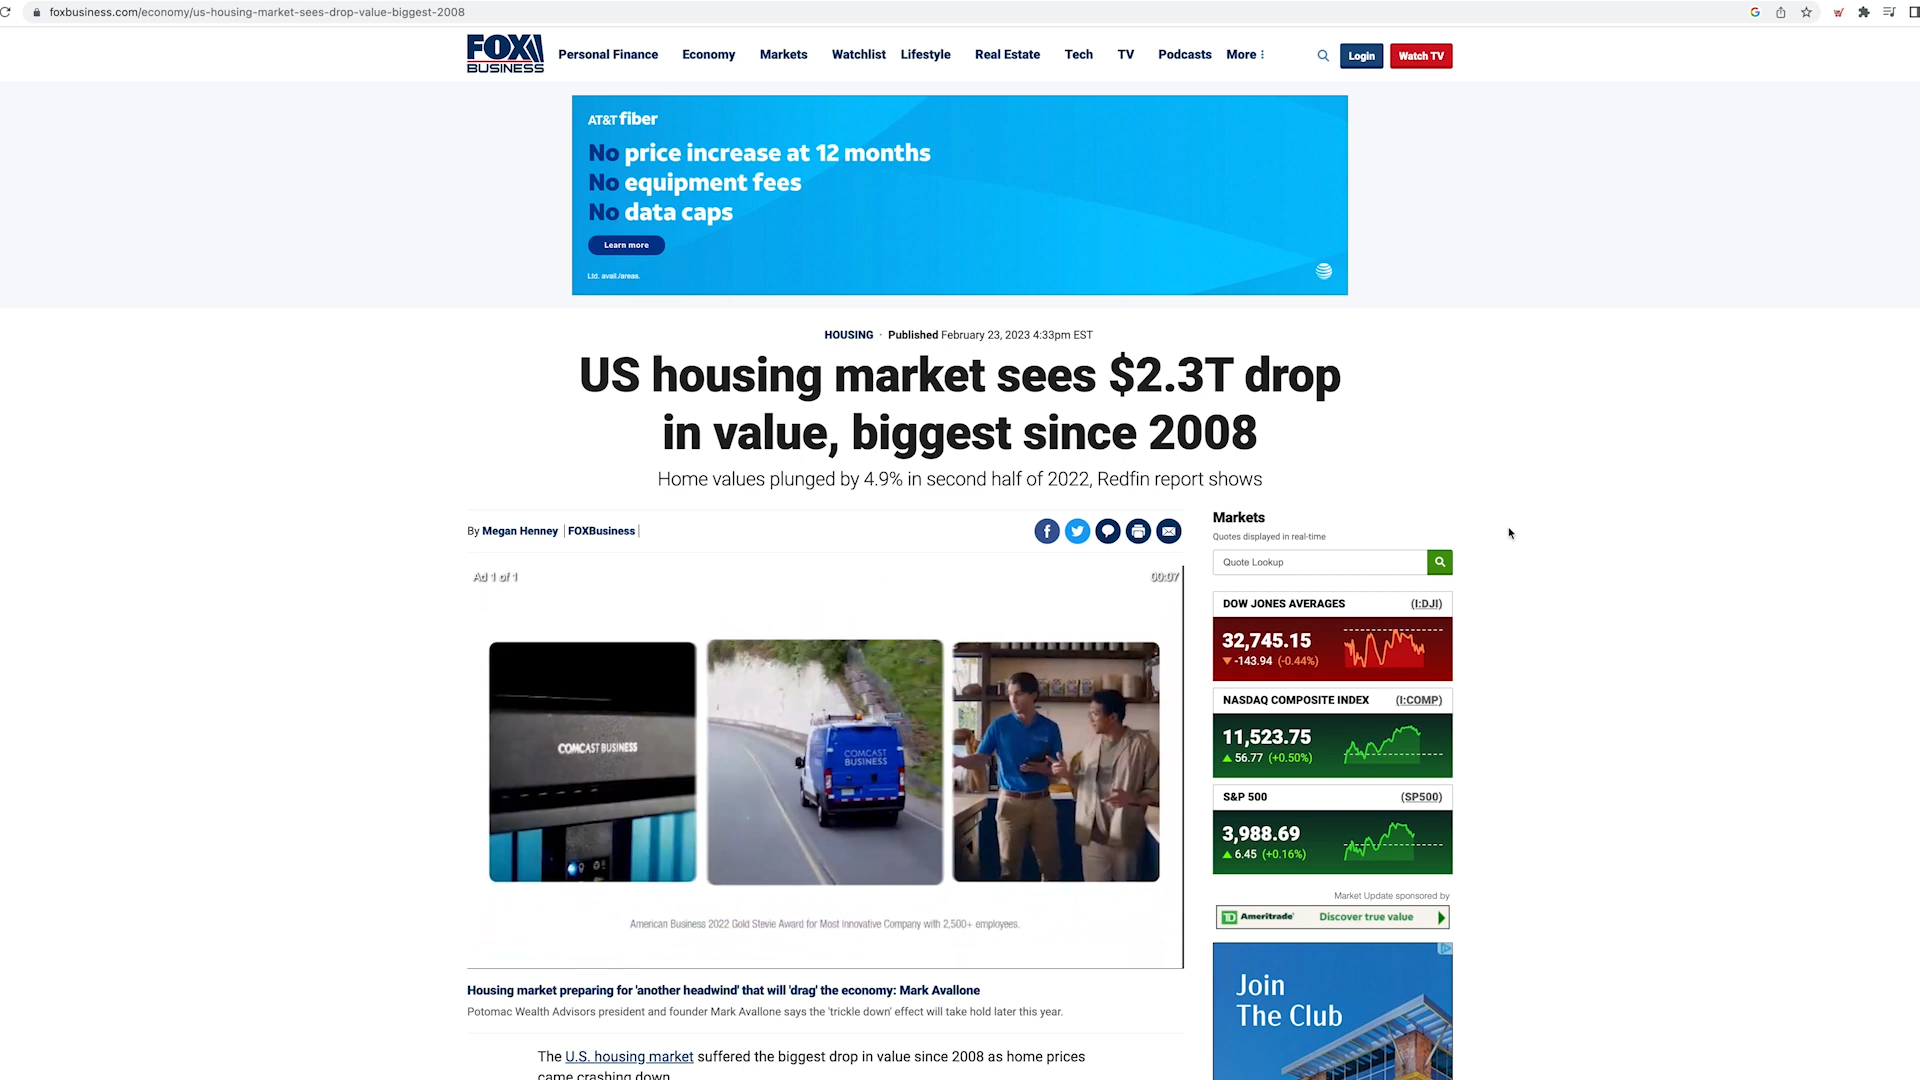 foxbusiness.com/economy/us-housing-market-sees-drop-value-biggest-2008
FOX BUSINESS
Personal Finance Economy Markets Watchlist Lifestyle Real Estate Tech TV Podcasts More
Login
Watch TV
AT&T fiber
No price increase at 12 months
No equipment fees
No data caps
Learn more
Ltd. avail./areas.
HOUSING · Published February 23, 2023 4:33pm EST
US housing market sees $2.3T drop
in value, biggest since 2008
Home values plunged by 4.9% in second half of 2022, Redfin report shows
By Megan Henney | FOXBusiness |
Ad 1 of 1
00:07
COMCAST BUSINESS
COMCAST
BUSINESS
American Business 2022 Gold Stevie Award for Most Innovative Company with 2,500+ employees.
Housing market preparing for 'another headwind' that will 'drag' the economy: Mark Avallone
Potomac Wealth Advisors president and founder Mark Avallone says the 'trickle down' effect will take hold later this year.
The U.S. housing market suffered the biggest drop in value since 2008 as home prices
came crashing down
Markets
Quotes displayed in real-time
Quote Lookup
DOW JONES AVERAGES (I:DJI)
32,745.15
-143.94 (-0.44%)
NASDAQ COMPOSITE INDEX (I:COMP)
11,523.75
56.77 (+0.50%)
S&P 500 (SP500)
3,988.69
6.45 (+0.16%)
Market Update sponsored by
TD Ameritrade Discover true value
Join
The Club